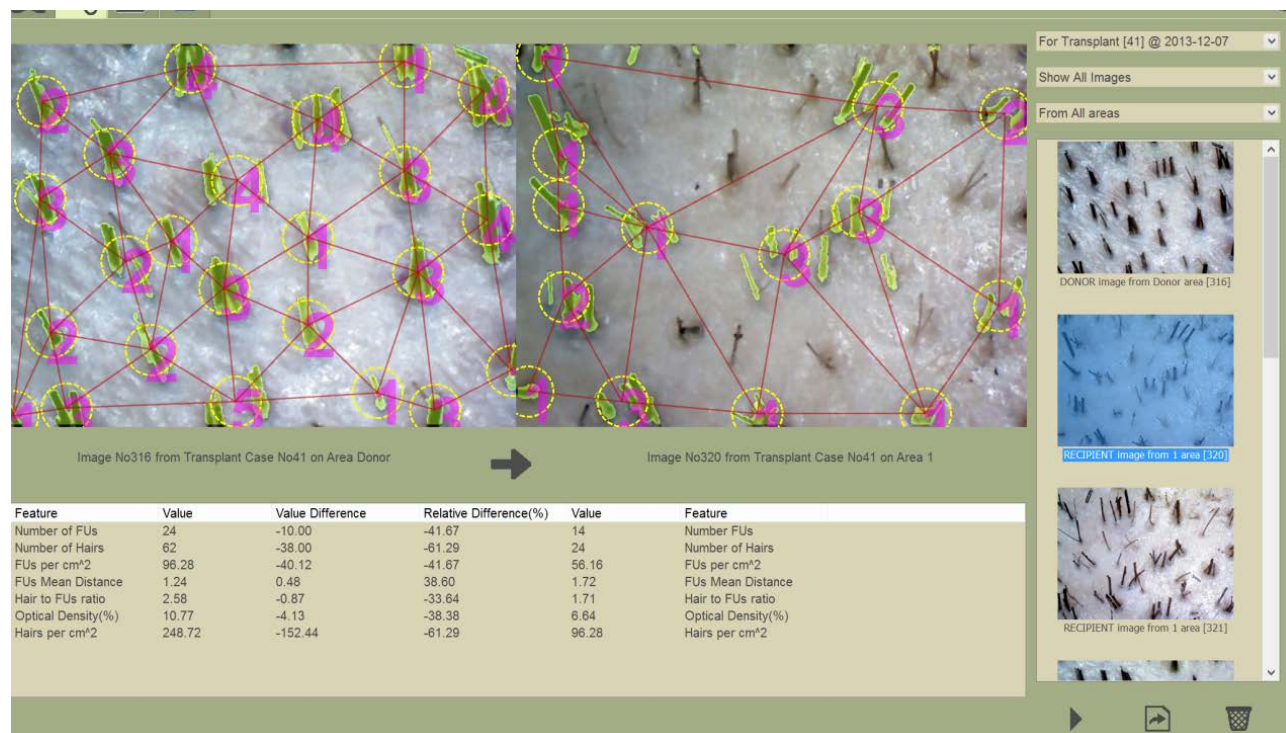 For Transplant [41] @ 2013-12-07
Show All Images
From All areas
DONOR image from Donor area [316]
RECIPIENT image from 1 area [320]
RECIPIENT image from 1 area [321]
Image No316 from Transplant Case No41 on Area Donor
Image No320 from Transplant Case No41 on Area 1
Feature Value Value Difference Relative Difference(%) Value Feature
Number of FUs 24 -10.00 -41.67 14 Number FUs
Number of Hairs 62 -38.00 -61.29 24 Number of Hairs
FUs per cm^2 96.28 -40.12 -41.67 56.16 FUs per cm^2
FUs Mean Distance 1.24 0.48 38.60 1.72 FUs Mean Distance
Hair to FUs ratio 2.58 -0.87 -33.64 1.71 Hair to FUs ratio
Optical Density(%) 10.77 -4.13 -38.38 6.64 Optical Density(%)
Hairs per cm^2 248.72 -152.44 -61.29 96.28 Hairs per cm^2